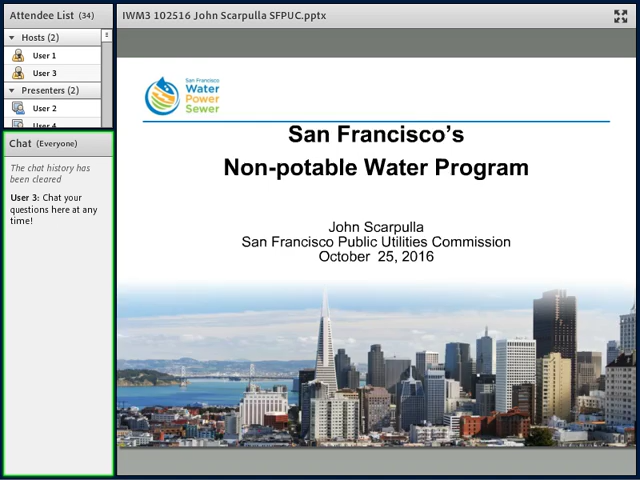 Attendee List (34)
Hosts (2)
User 1
User 3
Presenters (2)
User 2
User 4
Chat (Everyone)
The chat history has
been cleared
User 3: Chat your
questions here at any
time!
IWM3 102516 John Scarpulla SFPUC.pptx
San Francisco
Water
Power
Sewer
San Francisco's
Non-potable Water Program
John Scarpulla
San Francisco Public Utilities Commission
October 25, 2016